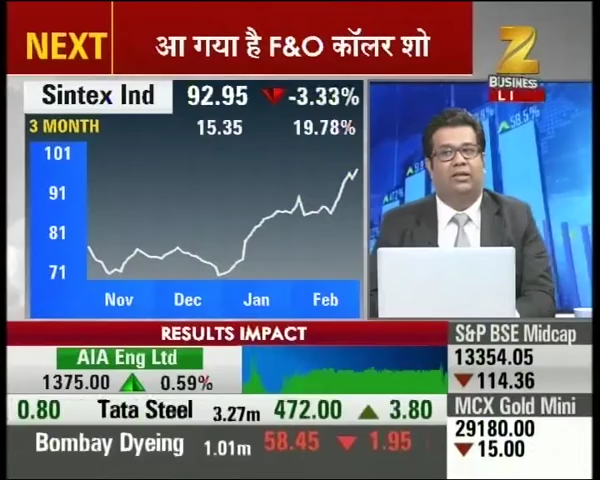 NEXT
आ गया है F&O कॉलर शो
Z
BUSINESS
LI
Sintex Ind 92.95 -3.33%
3 MONTH 15.35 19.78%
101
91
81
71
Nov Dec Jan Feb
RESULTS IMPACT
AIA Eng Ltd
1375.00 0.59%
S&P BSE Midcap
13354.05
114.36
0.80 Tata Steel 3.27m 472.00 3.80
Bombay Dyeing 1.01m 58.45 1.95
MCX Gold Mini
29180.00
15.00